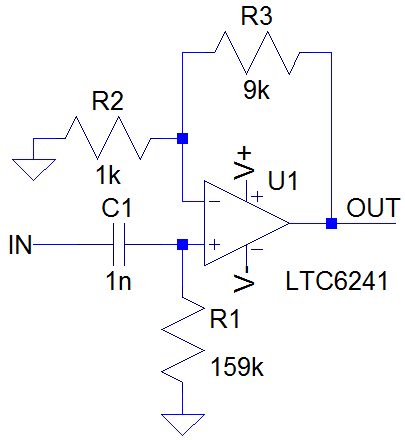 R3
9k
R2
1k
V+
U1
+
−
C1
OUT
IN
+
−
1n
V-
LTC6241
R1
159k